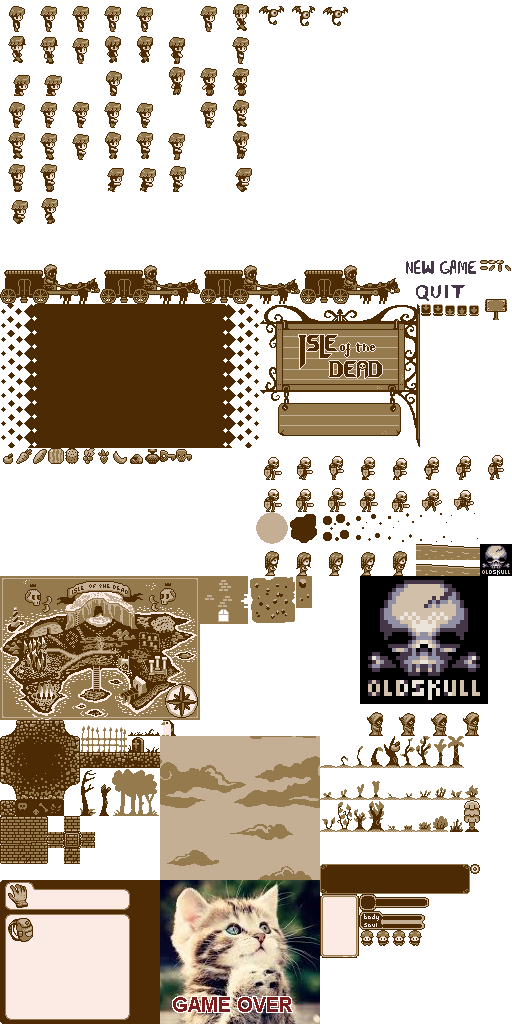 NEW GAME
QUIT
ISLE of the
DEAD
OLDSKULL
ISLE OF THE DEAD
OLDSKULL
body
soul
GAME OVER